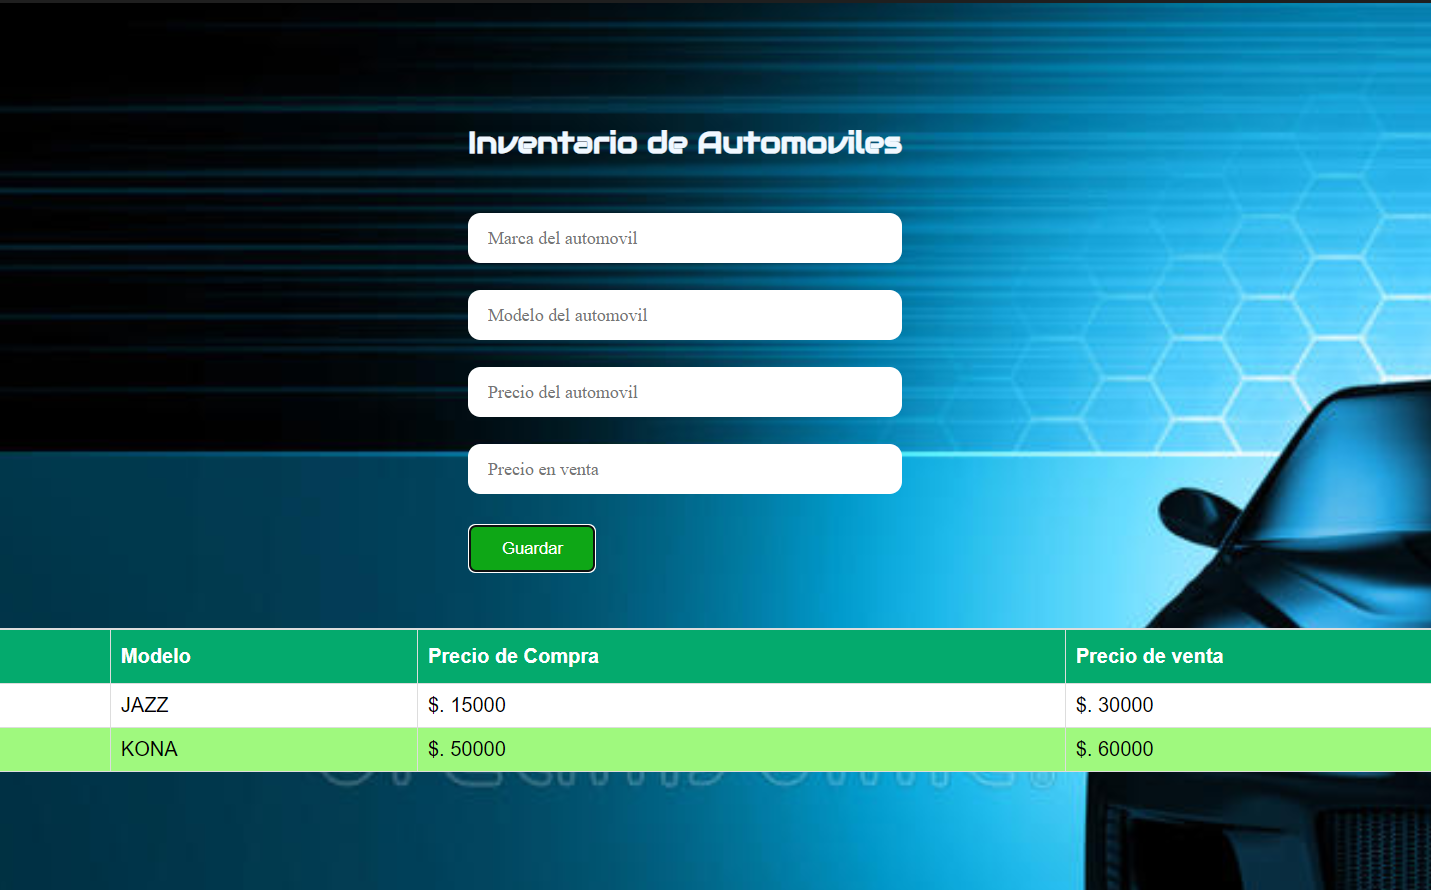 Inventario de Automoviles
Marca del automovil
Modelo del automovil
Precio del automovil
Precio en venta
Guardar
Modelo Precio de Compra Precio de venta
JAZZ $. 15000 $. 30000
KONA $. 50000 $. 60000